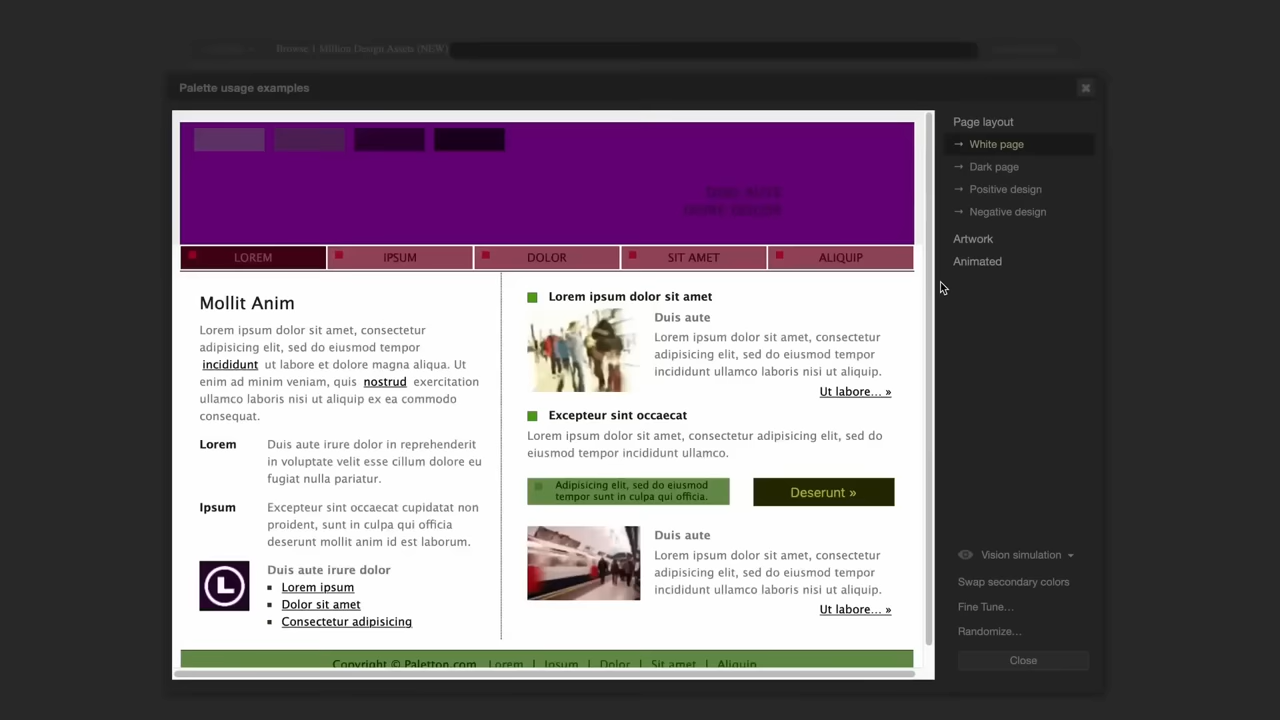 Browse 1 Million Design Assets (NEW)
Palette usage examples
LOREM
IPSUM
DOLOR
SIT AMET
ALIQUIP
Mollit Anim
Lorem ipsum dolor sit amet, consectetur
adipisicing elit, sed do eiusmod tempor
incididunt ut labore et dolore magna aliqua. Ut
enim ad minim veniam, quis nostrud exercitation
ullamco laboris nisi ut aliquip ex ea commodo
consequat.
Lorem
Duis aute irure dolor in reprehenderit
in voluptate velit esse cillum dolore eu
fugiat nulla pariatur.
Ipsum
Excepteur sint occaecat cupidatat non
proident, sunt in culpa qui officia
deserunt mollit anim id est laborum.
L
Duis aute irure dolor
Lorem ipsum
Dolor sit amet
Consectetur adipisicing
Lorem ipsum dolor sit amet
Duis aute
Lorem ipsum dolor sit amet, consectetur
adipisicing elit, sed do eiusmod tempor
incididunt ullamco laboris nisi ut aliquip.
Ut labore... »
Excepteur sint occaecat
Lorem ipsum dolor sit amet, consectetur adipisicing elit, sed do
eiusmod tempor incididunt ullamco.
Adipisicing elit, sed do eiusmod
tempor sunt in culpa qui officia.
Deserunt »
Duis aute
Lorem ipsum dolor sit amet, consectetur
adipisicing elit, sed do eiusmod tempor
incididunt ullamco laboris nisi ut aliquip.
Ut labore... »
Copyright © Paletton.com Lorem | Ipsum | Dolor | Sit amet | Aliquip
Page layout
→ White page
→ Dark page
→ Positive design
→ Negative design
Artwork
Animated
Vision simulation
Swap secondary colors
Fine Tune...
Randomize...
Close